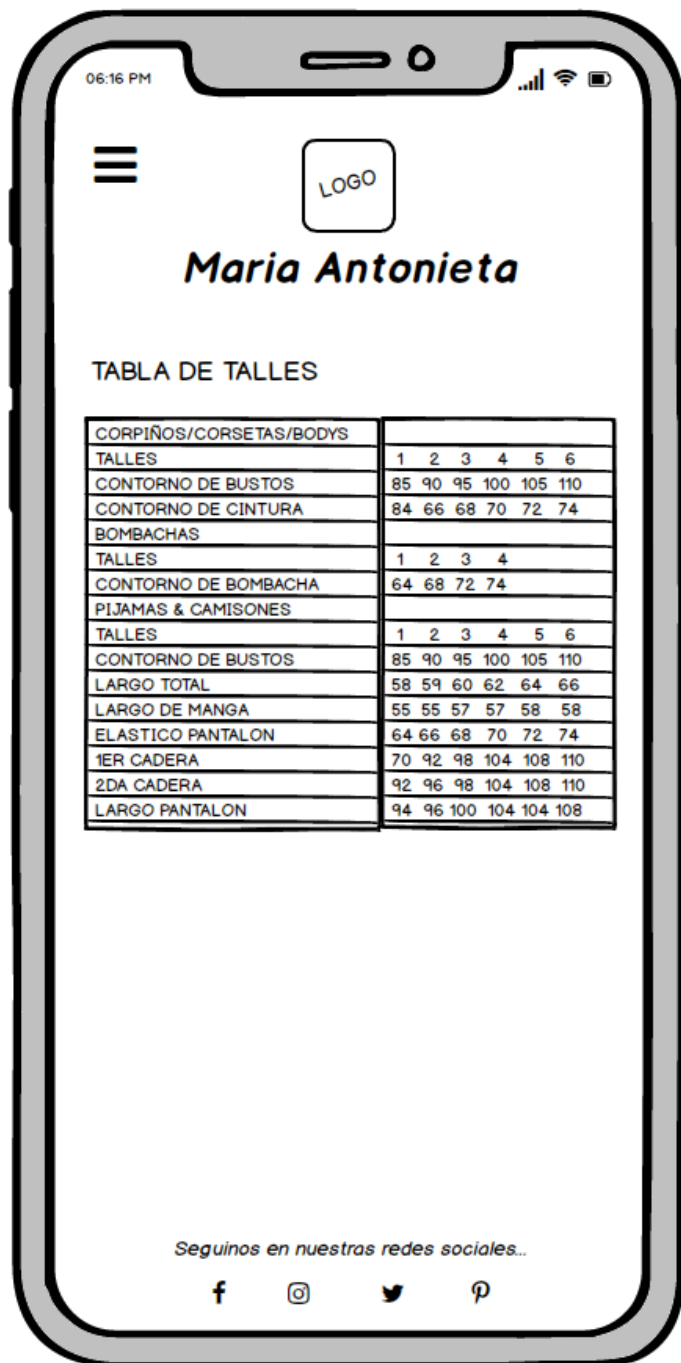 06:16 PM
LOGO
Maria Antonieta
TABLA DE TALLES
CORPIÑOS/CORSETAS/BODYS
TALLES 1 2 3 4 5 6
CONTORNO DE BUSTOS 85 90 95 100 105 110
CONTORNO DE CINTURA 84 66 68 70 72 74
BOMBACHAS
TALLES 1 2 3 4
CONTORNO DE BOMBACHA 64 68 72 74
PIJAMAS & CAMISONES
TALLES 1 2 3 4 5 6
CONTORNO DE BUSTOS 85 90 95 100 105 110
LARGO TOTAL 58 59 60 62 64 66
LARGO DE MANGA 55 55 57 57 58 58
ELASTICO PANTALON 64 66 68 70 72 74
1ER CADERA 70 92 98 104 108 110
2DA CADERA 92 96 98 104 108 110
LARGO PANTALON 94 96 100 104 104 108
Seguinos en nuestras redes sociales...